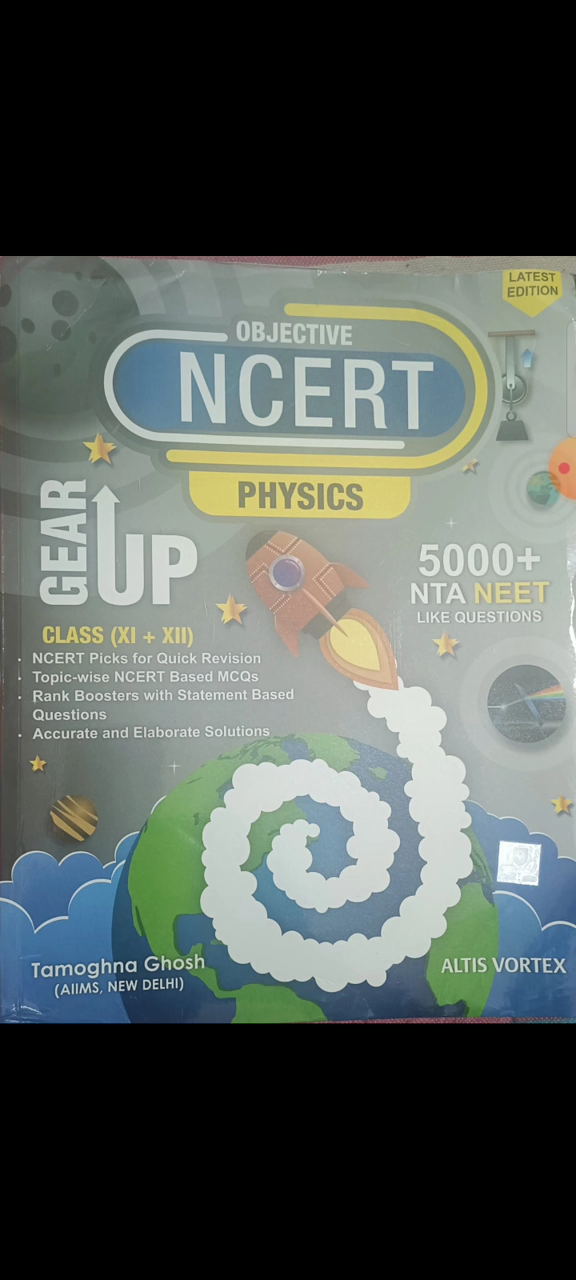 LATEST
EDITION
OBJECTIVE
NCERT
PHYSICS
GEAR
UP
5000+
NTA NEET
LIKE QUESTIONS
CLASS (XI + XII)
• NCERT Picks for Quick Revision
• Topic-wise NCERT Based MCQs
• Rank Boosters with Statement Based
Questions
• Accurate and Elaborate Solutions
Tamoghna Ghosh
(AIIMS, NEW DELHI)
ALTIS VORTEX